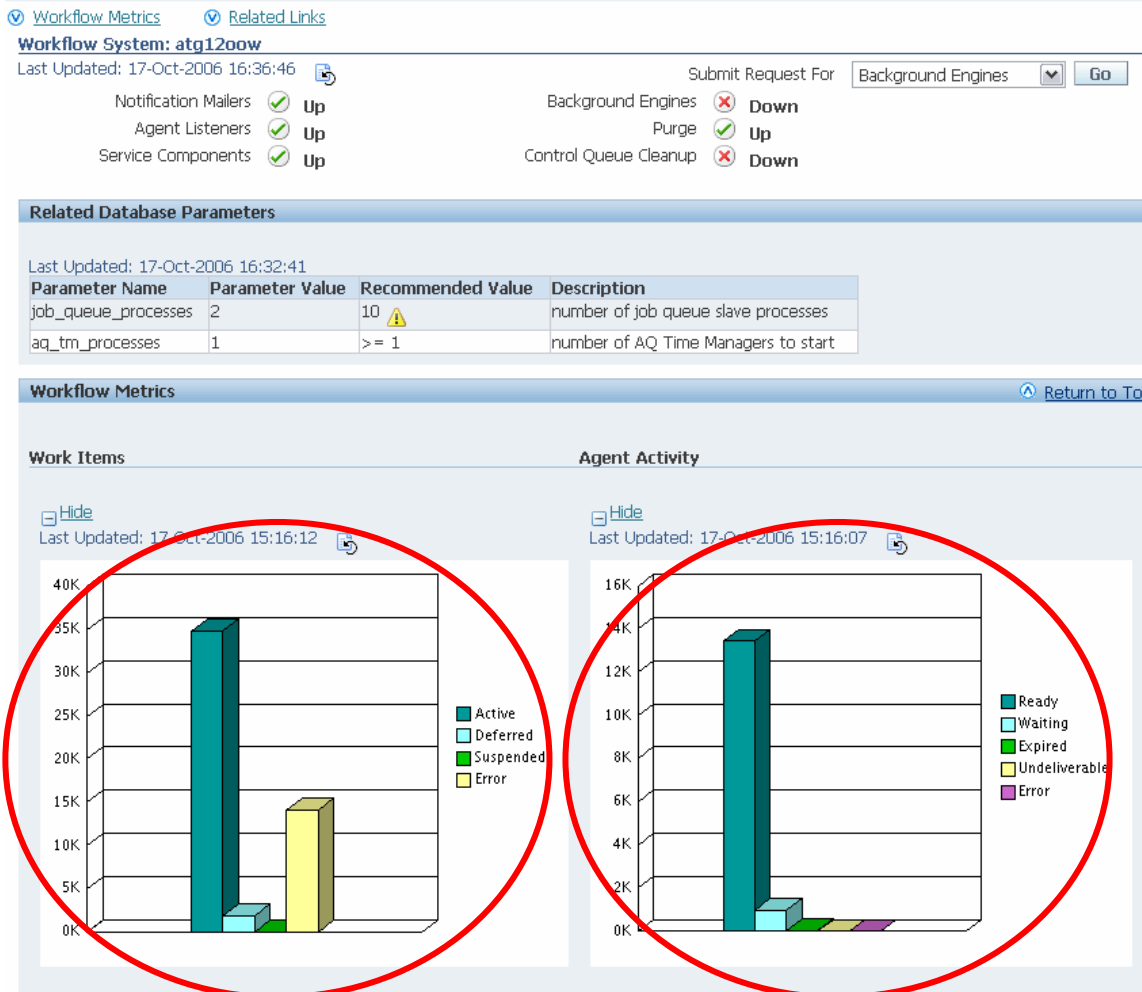 Workflow Metrics Related Links
Workflow System: atg12oow
Last Updated: 17-Oct-2006 16:36:46
Submit Request For Background Engines Go
Notification Mailers Up Background Engines Down
Agent Listeners Up Purge Up
Service Components Up Control Queue Cleanup Down
Related Database Parameters
Last Updated: 17-Oct-2006 16:32:41
Parameter Name Parameter Value Recommended Value Description
job_queue_processes 2 10 number of job queue slave processes
aq_tm_processes 1 >= 1 number of AQ Time Managers to start
Workflow Metrics Return to To
Work Items Agent Activity
Hide
Last Updated: 17-Oct-2006 15:16:12
40K
35K
30K
25K
20K
15K
10K
5K
0K
Active
Deferred
Suspended
Error
Hide
Last Updated: 17-Oct-2006 15:16:07
16K
14K
12K
10K
8K
6K
4K
2K
0K
Ready
Waiting
Expired
Undeliverable
Error